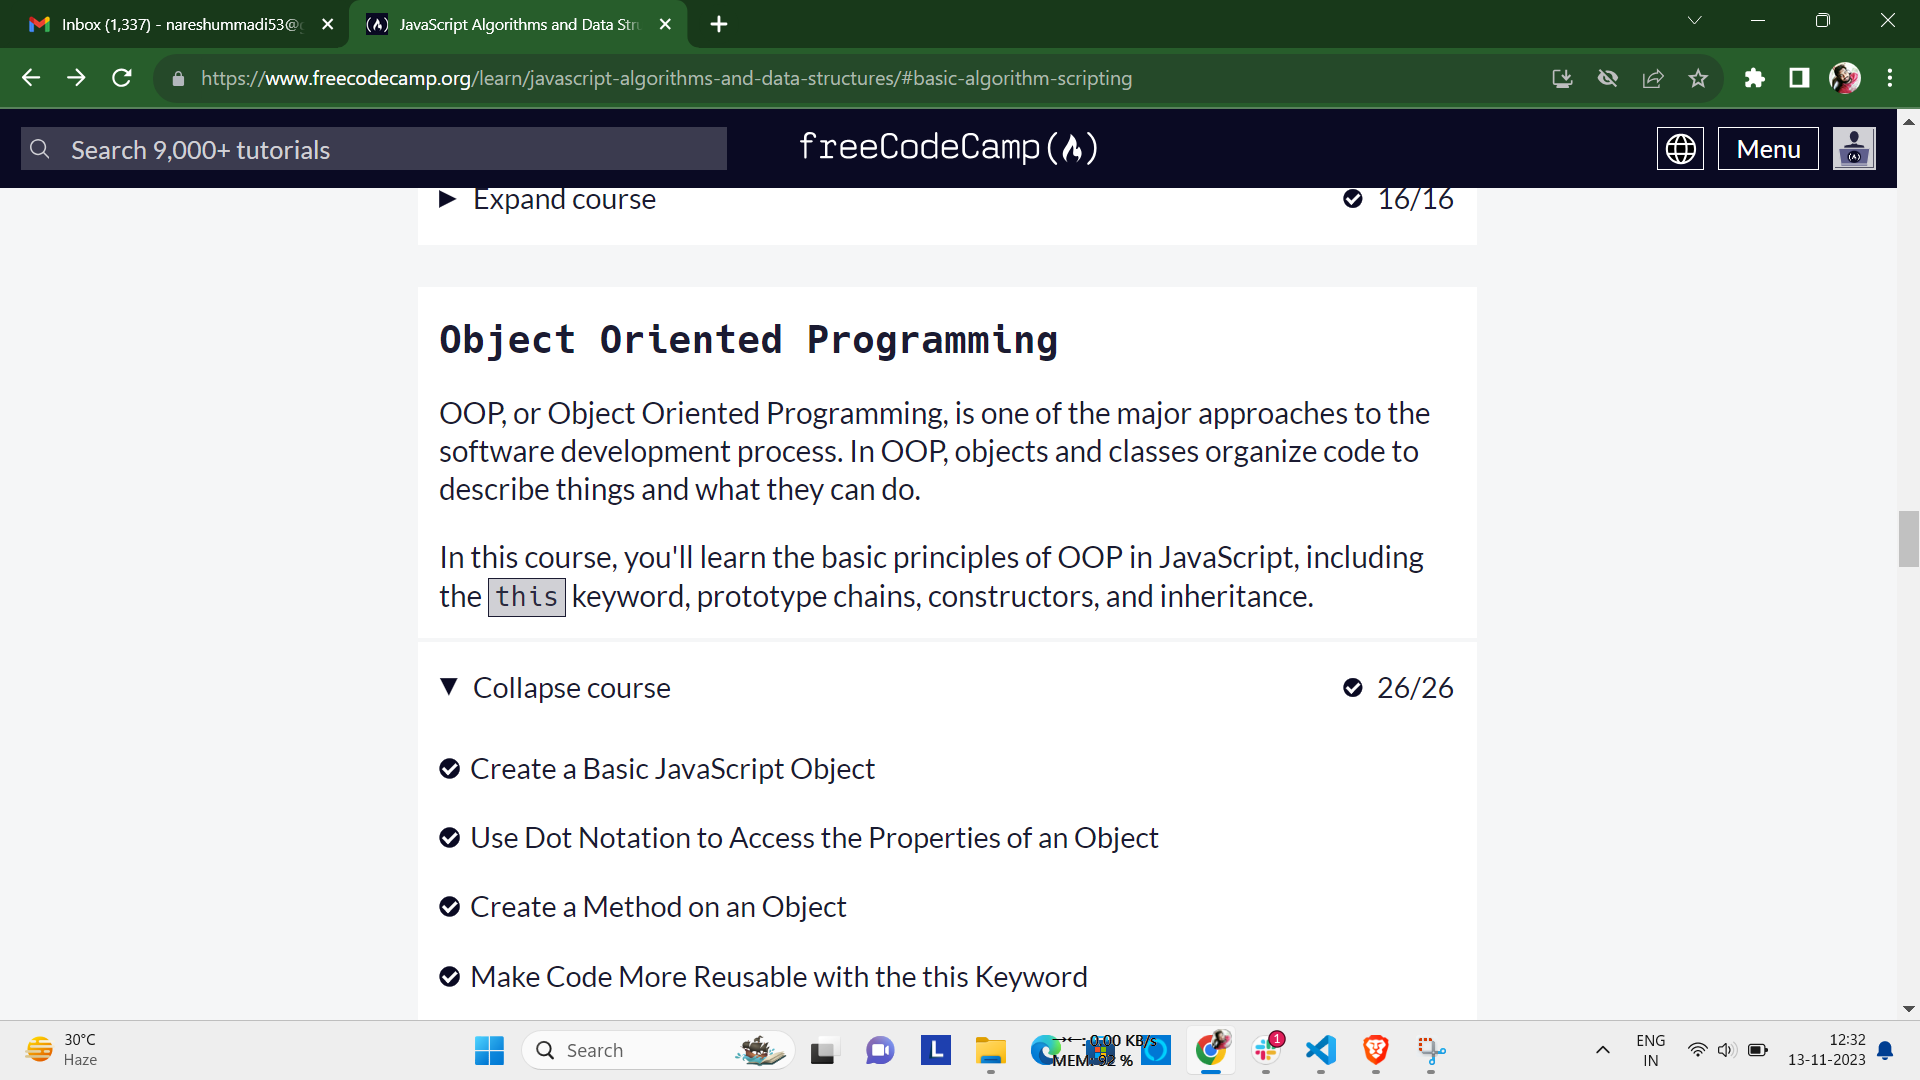 Inbox (1,337) - nareshummadi53@g
JavaScript Algorithms and Data Stru
https://www.freecodecamp.org/learn/javascript-algorithms-and-data-structures/#basic-algorithm-scripting
Search 9,000+ tutorials
freeCodeCamp(🔥)
Menu
Expand course
16/16
Object Oriented Programming
OOP, or Object Oriented Programming, is one of the major approaches to the
software development process. In OOP, objects and classes organize code to
describe things and what they can do.
In this course, you'll learn the basic principles of OOP in JavaScript, including
the this keyword, prototype chains, constructors, and inheritance.
Collapse course
26/26
Create a Basic JavaScript Object
Use Dot Notation to Access the Properties of an Object
Create a Method on an Object
Make Code More Reusable with the this Keyword
30°C
Haze
Search
L
0.00 KB/s
MEM: 92 %
1
ENG
IN
12:32
13-11-2023